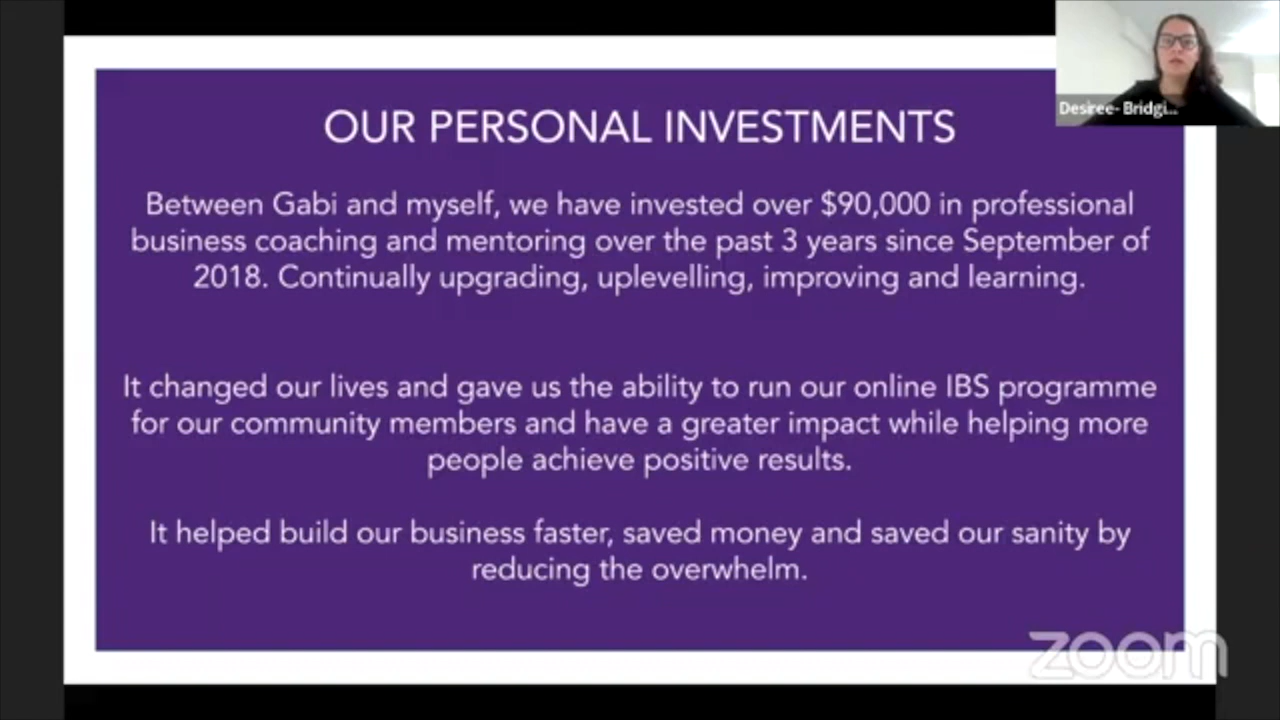 OUR PERSONAL INVESTMENTS
Desiree- Bridgi...
Between Gabi and myself, we have invested over $90,000 in professional
business coaching and mentoring over the past 3 years since September of
2018. Continually upgrading, uplevelling, improving and learning.
It changed our lives and gave us the ability to run our online IBS programme
for our community members and have a greater impact while helping more
people achieve positive results.
It helped build our business faster, saved money and saved our sanity by
reducing the overwhelm.
zoom